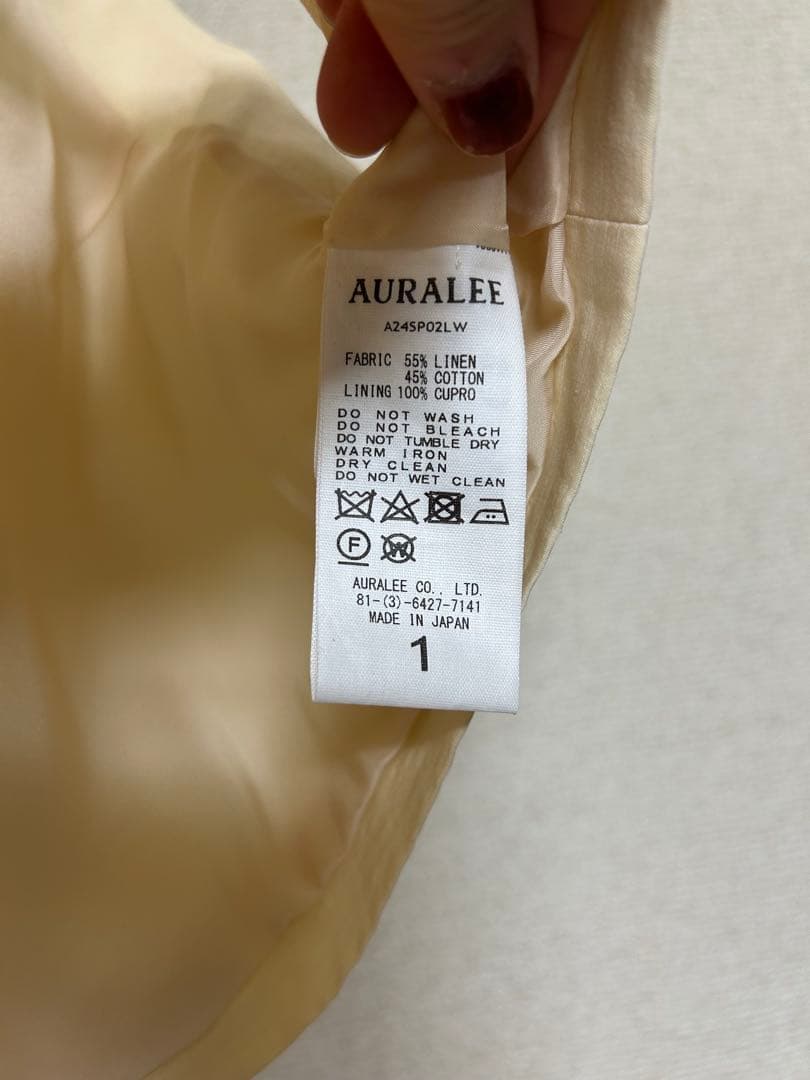 AURALEE
A24SP02LW
FABRIC 55% LINEN
45% COTTON
LINING 100% CUPRO
DO NOT WASH
DO NOT BLEACH
DO NOT TUMBLE DRY
WARM IRON
DRY CLEAN
DO NOT WET CLEAN
F W
AURALEE CO., LTD.
81-(3)-6427-7141
MADE IN JAPAN
1